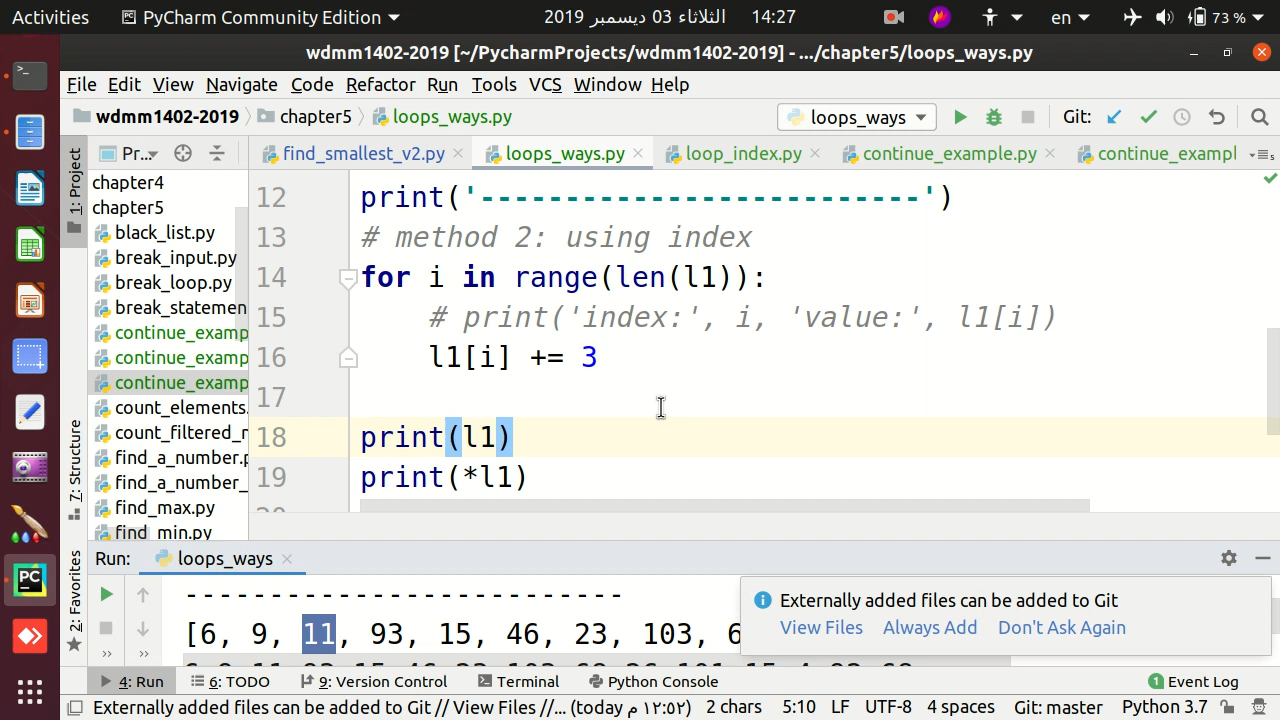 Activities PyCharm Community Edition الثلاثاء 03 ديسمبر 2019 14:27 en 73 %
wdmm1402-2019 [~/PycharmProjects/wdmm1402-2019] - .../chapter5/loops_ways.py
File Edit View Navigate Code Refactor Run Tools VCS Window Help
wdmm1402-2019 chapter5 loops_ways.py loops_ways Git:
1: Project Pr... find_smallest_v2.py loops_ways.py loop_index.py continue_example.py continue_exampl
chapter4
chapter5
black_list.py
break_input.py
break_loop.py
break_statemen
continue_examp
continue_examp
continue_examp
count_elements.
count_filtered_r
find_a_number.p
find_a_number_
find_max.py
find_min.py
12 print('--------------------------')
13 # method 2: using index
14 for i in range(len(l1)):
15 # print('index:', i, 'value:', l1[i])
16 l1[i] += 3
17
18 print(l1)
19 print(*l1)
7: Structure
2: Favorites
Run: loops_ways
--------------------------
[6, 9, 11, 93, 15, 46, 23, 103, 6
Externally added files can be added to Git
View Files Always Add Don't Ask Again
4: Run 6: TODO 9: Version Control Terminal Python Console 1 Event Log
Externally added files can be added to Git // View Files //... (today م ١٢:٥٢) 2 chars 5:10 LF UTF-8 4 spaces Git: master Python 3.7